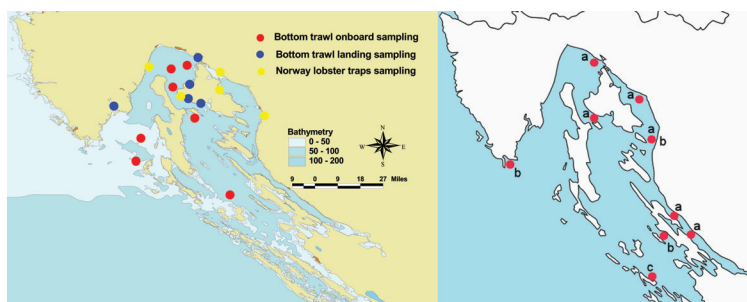 Bottom trawl onboard sampling
Bottom trawl landing sampling
Norway lobster traps sampling
Bathymetry
0 - 50
50 - 100
100 - 200
N
W
E
S
9 0 9 18 27 Miles
a
a
a
a
b
b
a
a
b
c